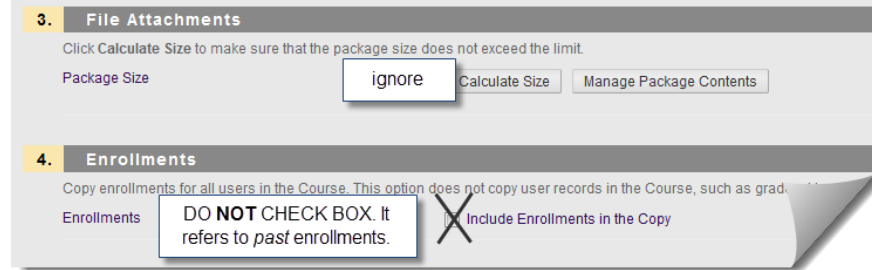 3. File Attachments
Click Calculate Size to make sure that the package size does not exceed the limit.
Package Size
ignore
Calculate Size
Manage Package Contents
4. Enrollments
Copy enrollments for all users in the Course. This option does not copy user records in the Course, such as
Enrollments
DO NOT CHECK BOX. It
refers to past enrollments.
Include Enrollments in the Copy